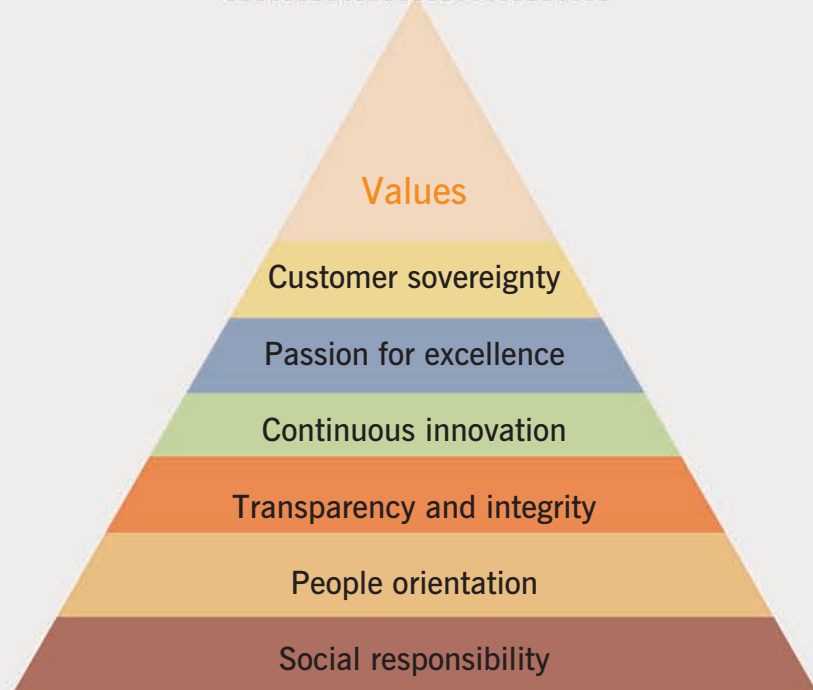 Values
Customer sovereignty
Passion for excellence
Continuous innovation
Transparency and integrity
People orientation
Social responsibility